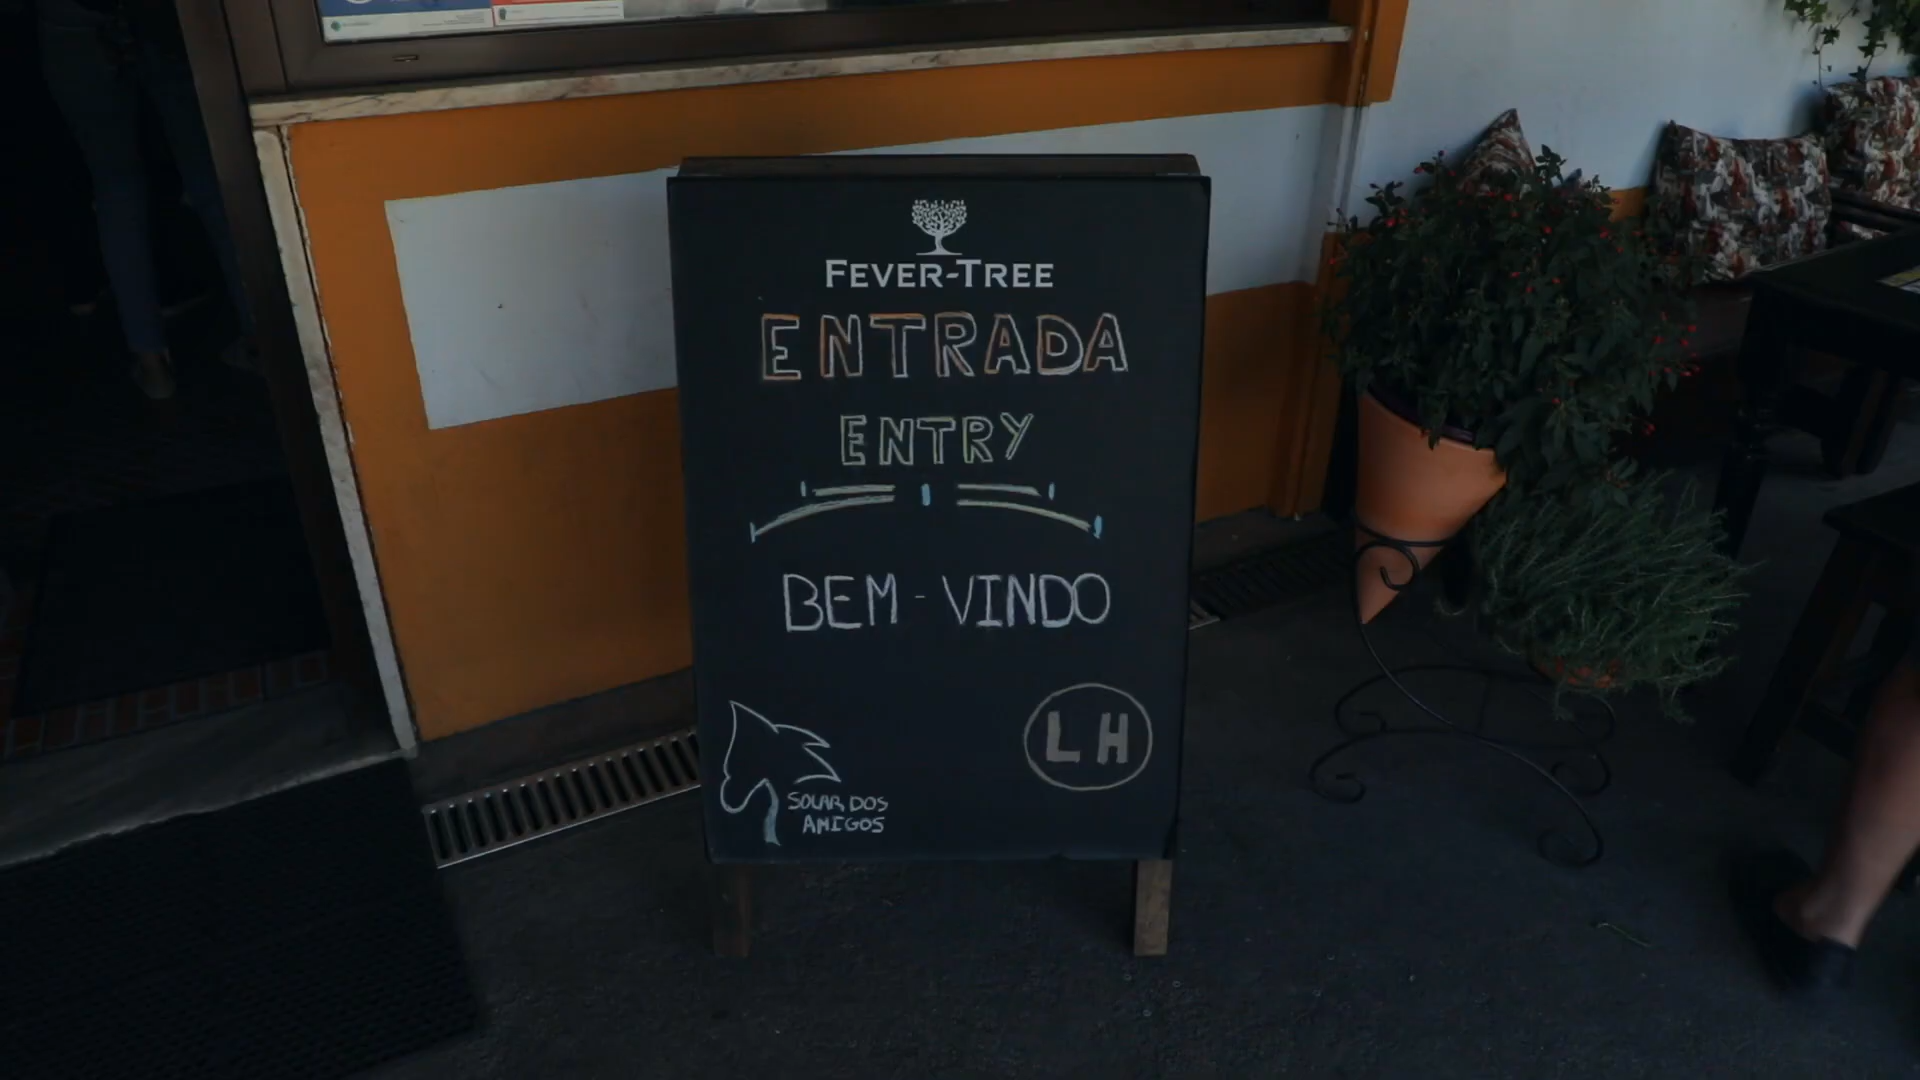 FEVER-TREE
ENTRADA
ENTRY
BEM-VINDO
LH
SOLAR DOS
AMIGOS